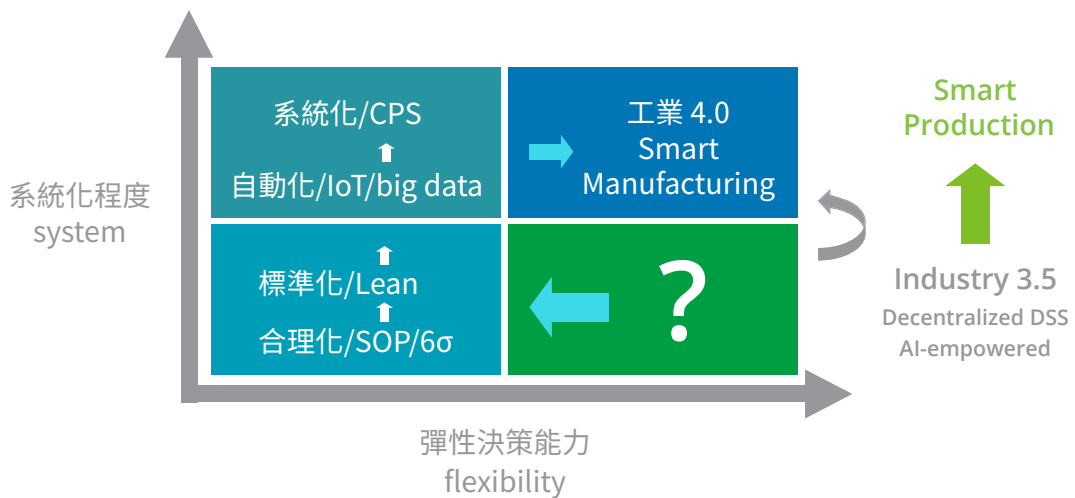 系統化程度
system
系統化/CPS
自動化/IoT/big data
工業 4.0
Smart
Manufacturing
標準化/Lean
合理化/SOP/6σ
?
彈性決策能力
flexibility
Smart
Production
Industry 3.5
Decentralized DSS
AI-empowered